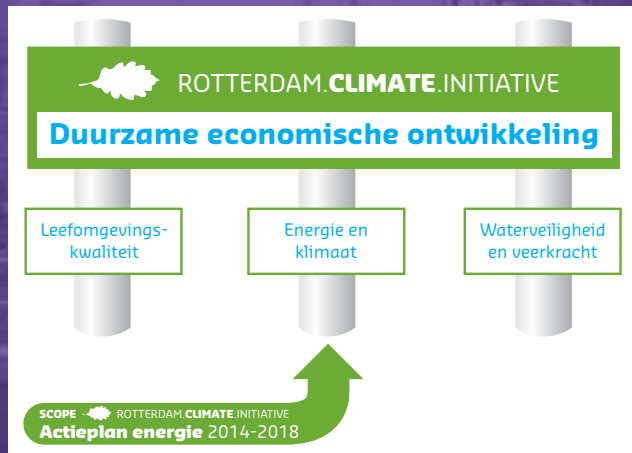 ROTTERDAM.CLIMATE.INITIATIVE
Duurzame economische ontwikkeling
Leefomgevings-
kwaliteit
Energie en
klimaat
Waterveiligheid
en veerkracht
SCOPE ROTTERDAM.CLIMATE.INITIATIVE
Actieplan energie 2014-2018